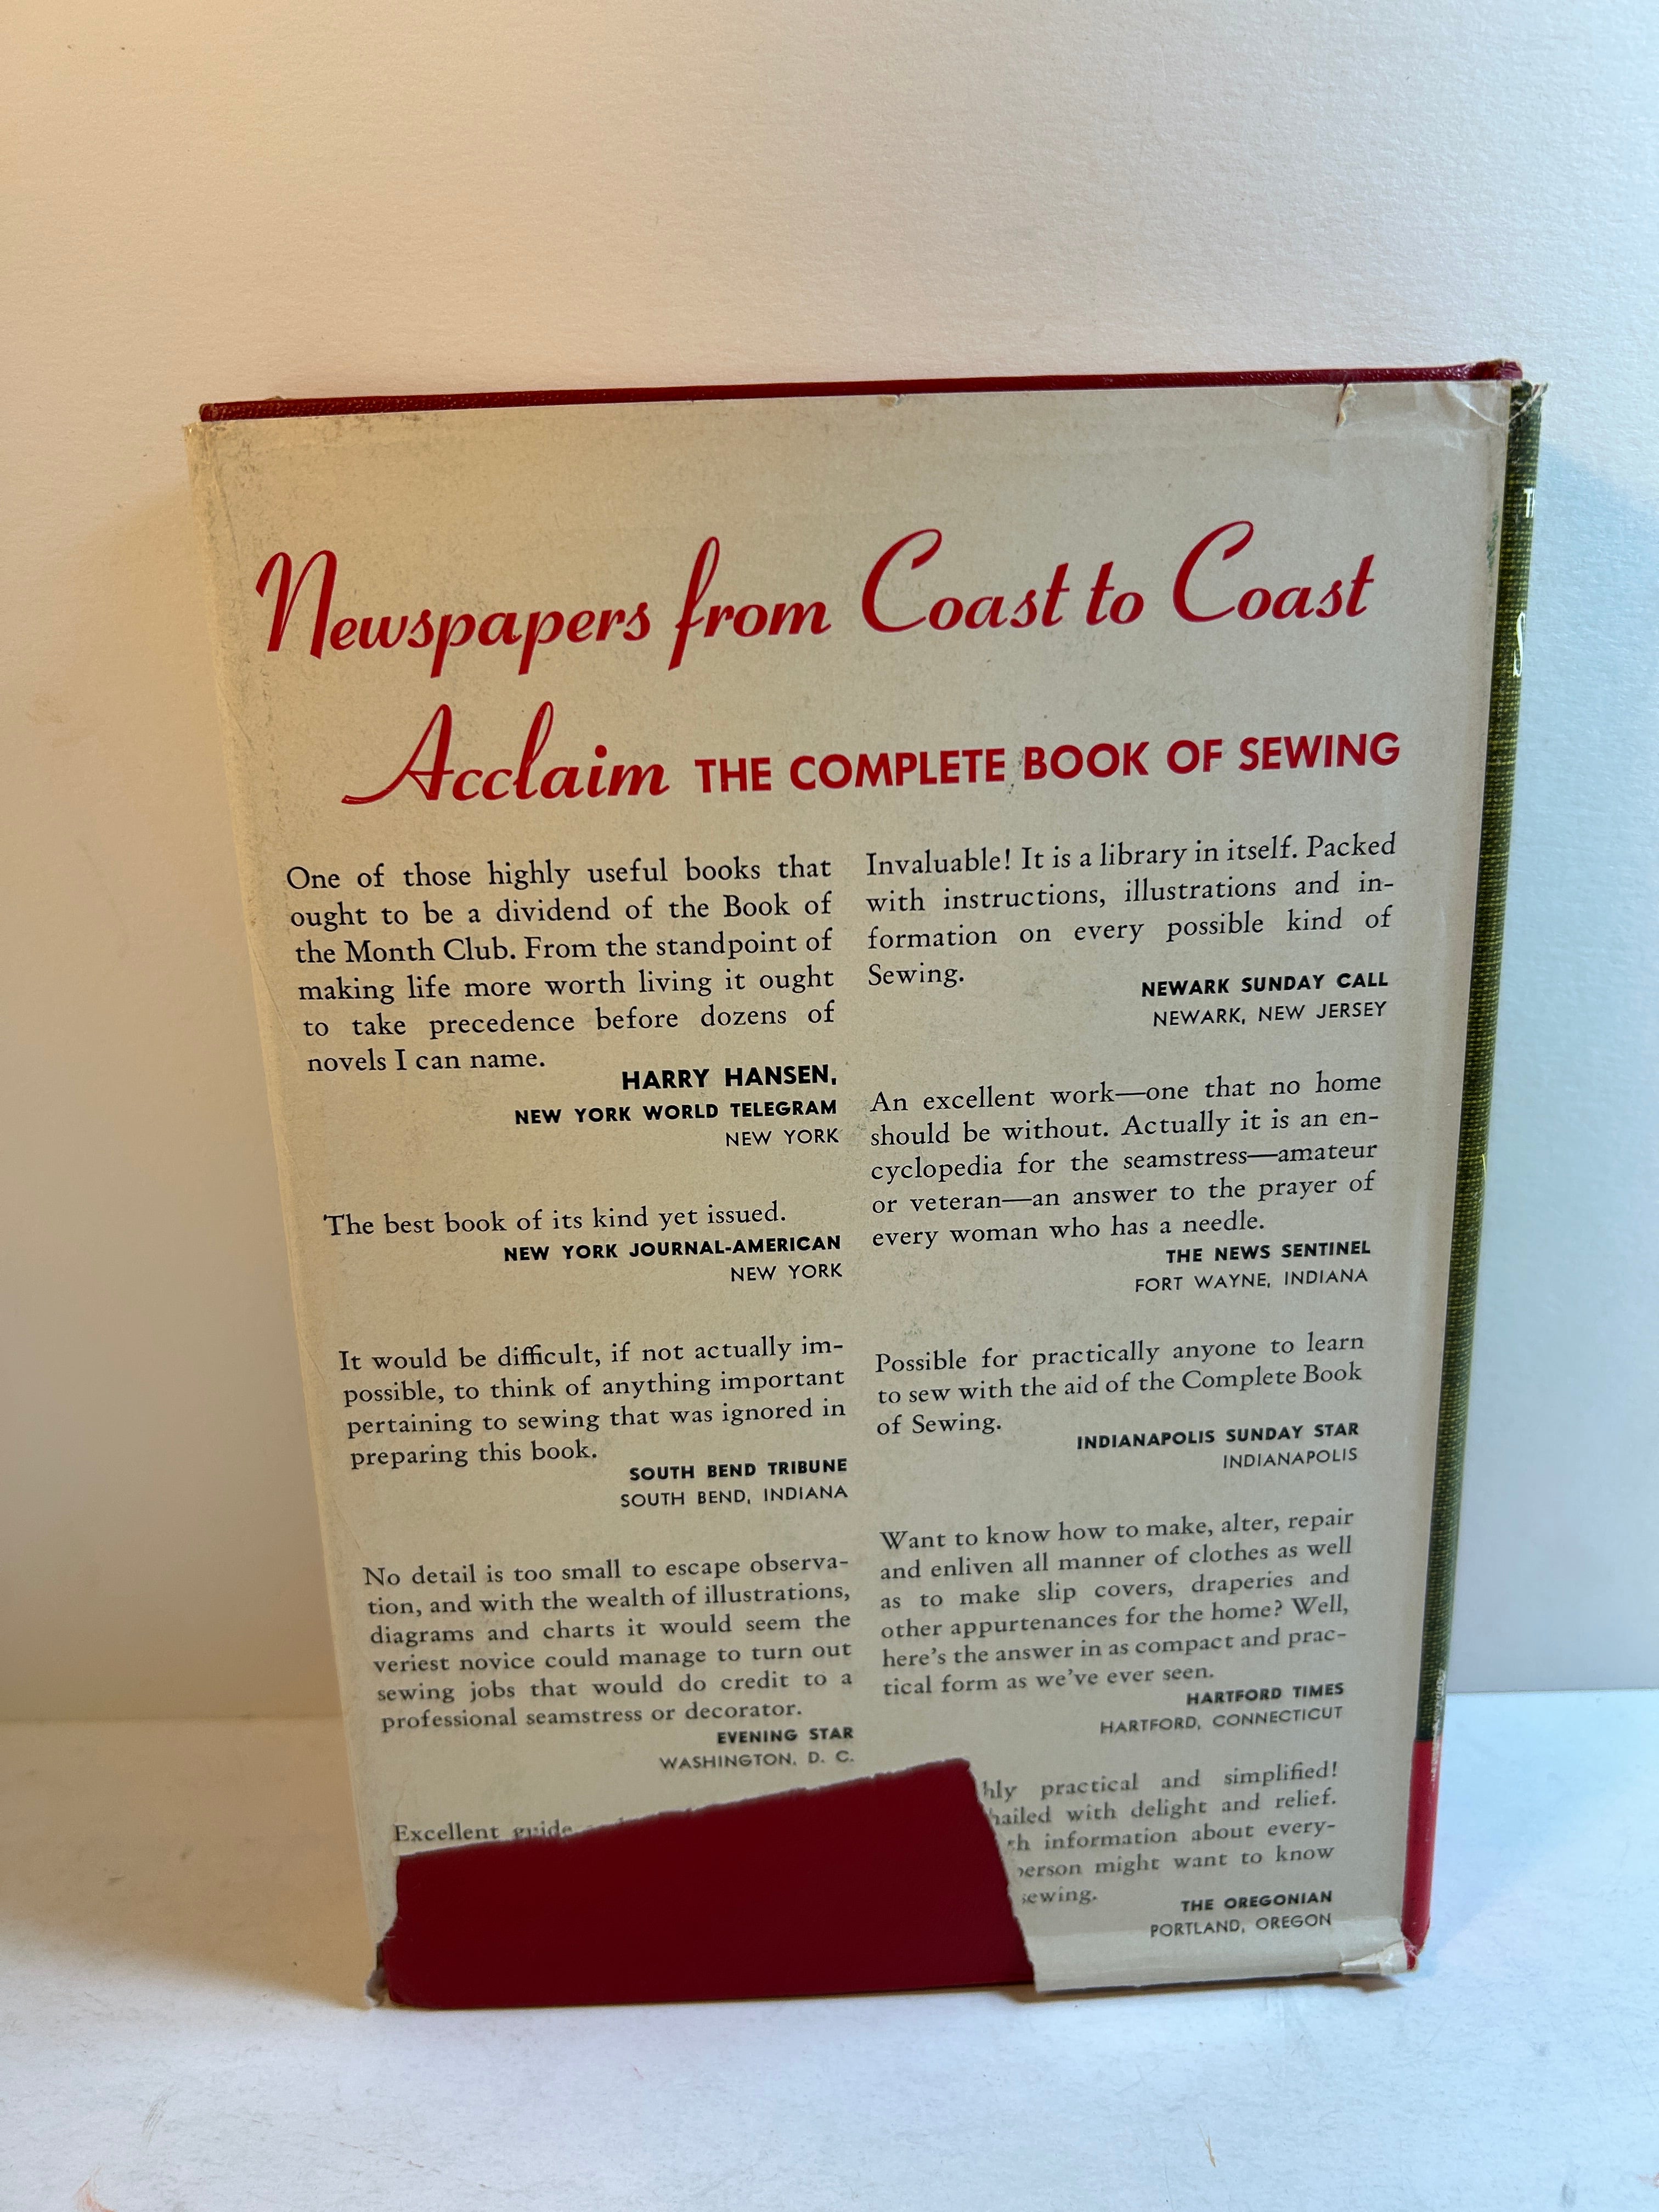 Newspapers from Coast to Coast
Acclaim THE COMPLETE BOOK OF SEWING
One of those highly useful books that
ought to be a dividend of the Book of
the Month Club. From the standpoint of
making life more worth living it ought
to take precedence before dozens of
novels I can name.
HARRY HANSEN,
NEW YORK WORLD TELEGRAM
NEW YORK
The best book of its kind yet issued.
NEW YORK JOURNAL-AMERICAN
NEW YORK
It would be difficult, if not actually im-
possible, to think of anything important
pertaining to sewing that was ignored in
preparing this book.
SOUTH BEND TRIBUNE
SOUTH BEND, INDIANA
No detail is too small to escape observa-
tion, and with the wealth of illustrations,
diagrams and charts it would seem the
veriest novice could manage to turn out
sewing jobs that would do credit to a
professional seamstress or decorator.
EVENING STAR
WASHINGTON, D. C.
Excellent guide
Invaluable! It is a library in itself. Packed
with instructions, illustrations and in-
formation on every possible kind of
Sewing.
NEWARK SUNDAY CALL
NEWARK, NEW JERSEY
An excellent work—one that no home
should be without. Actually it is an en-
cyclopedia for the seamstress—amateur
or veteran—an answer to the prayer of
every woman who has a needle.
THE NEWS SENTINEL
FORT WAYNE, INDIANA
Possible for practically anyone to learn
to sew with the aid of the Complete Book
of Sewing.
INDIANAPOLIS SUNDAY STAR
INDIANAPOLIS
Want to know how to make, alter, repair
and enliven all manner of clothes as well
as to make slip covers, draperies and
other appurtenances for the home? Well,
here's the answer in as compact and prac-
tical form as we've ever seen.
HARTFORD TIMES
HARTFORD, CONNECTICUT
practical and simplified!
hailed with delight and relief.
information about every-
person might want to know
sewing.
THE OREGONIAN
PORTLAND, OREGON